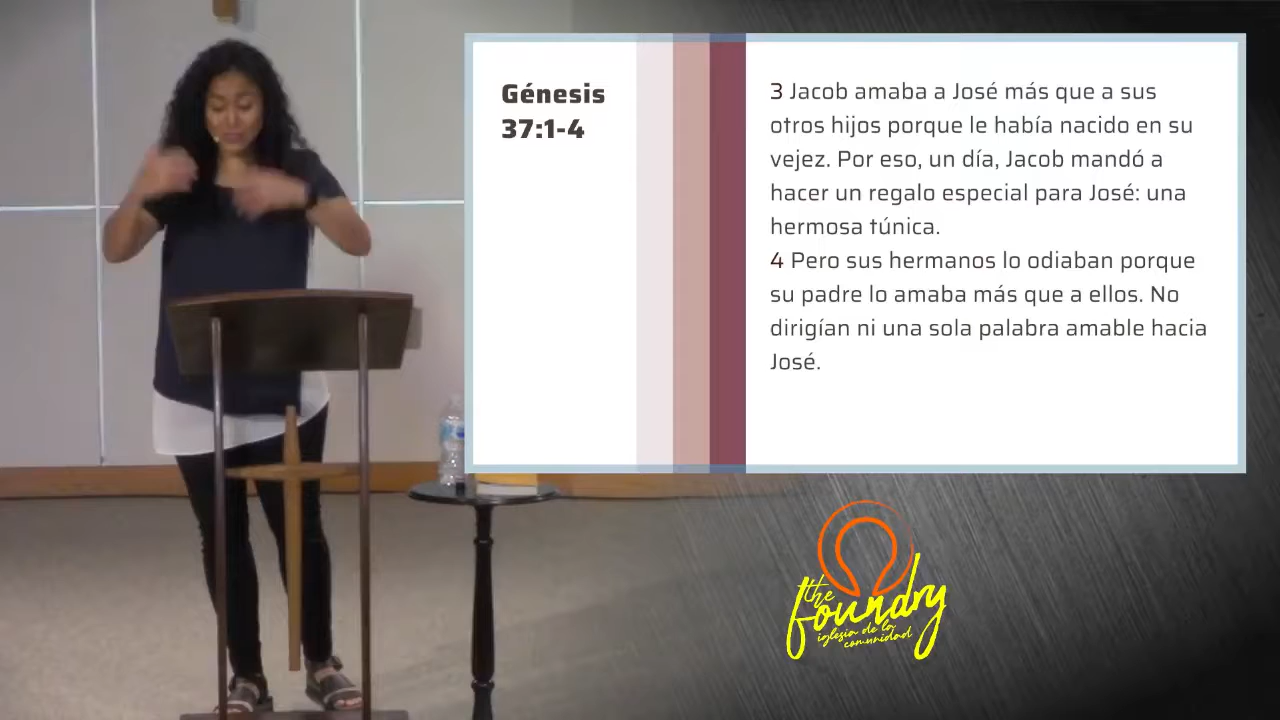 Génesis
37:1-4
3 Jacob amaba a José más que a sus
otros hijos porque le había nacido en su
vejez. Por eso, un día, Jacob mandó a
hacer un regalo especial para José: una
hermosa túnica.
4 Pero sus hermanos lo odiaban porque
su padre lo amaba más que a ellos. No
dirigían ni una sola palabra amable hacia
José.
the
foundry
iglesia de la
comunidad